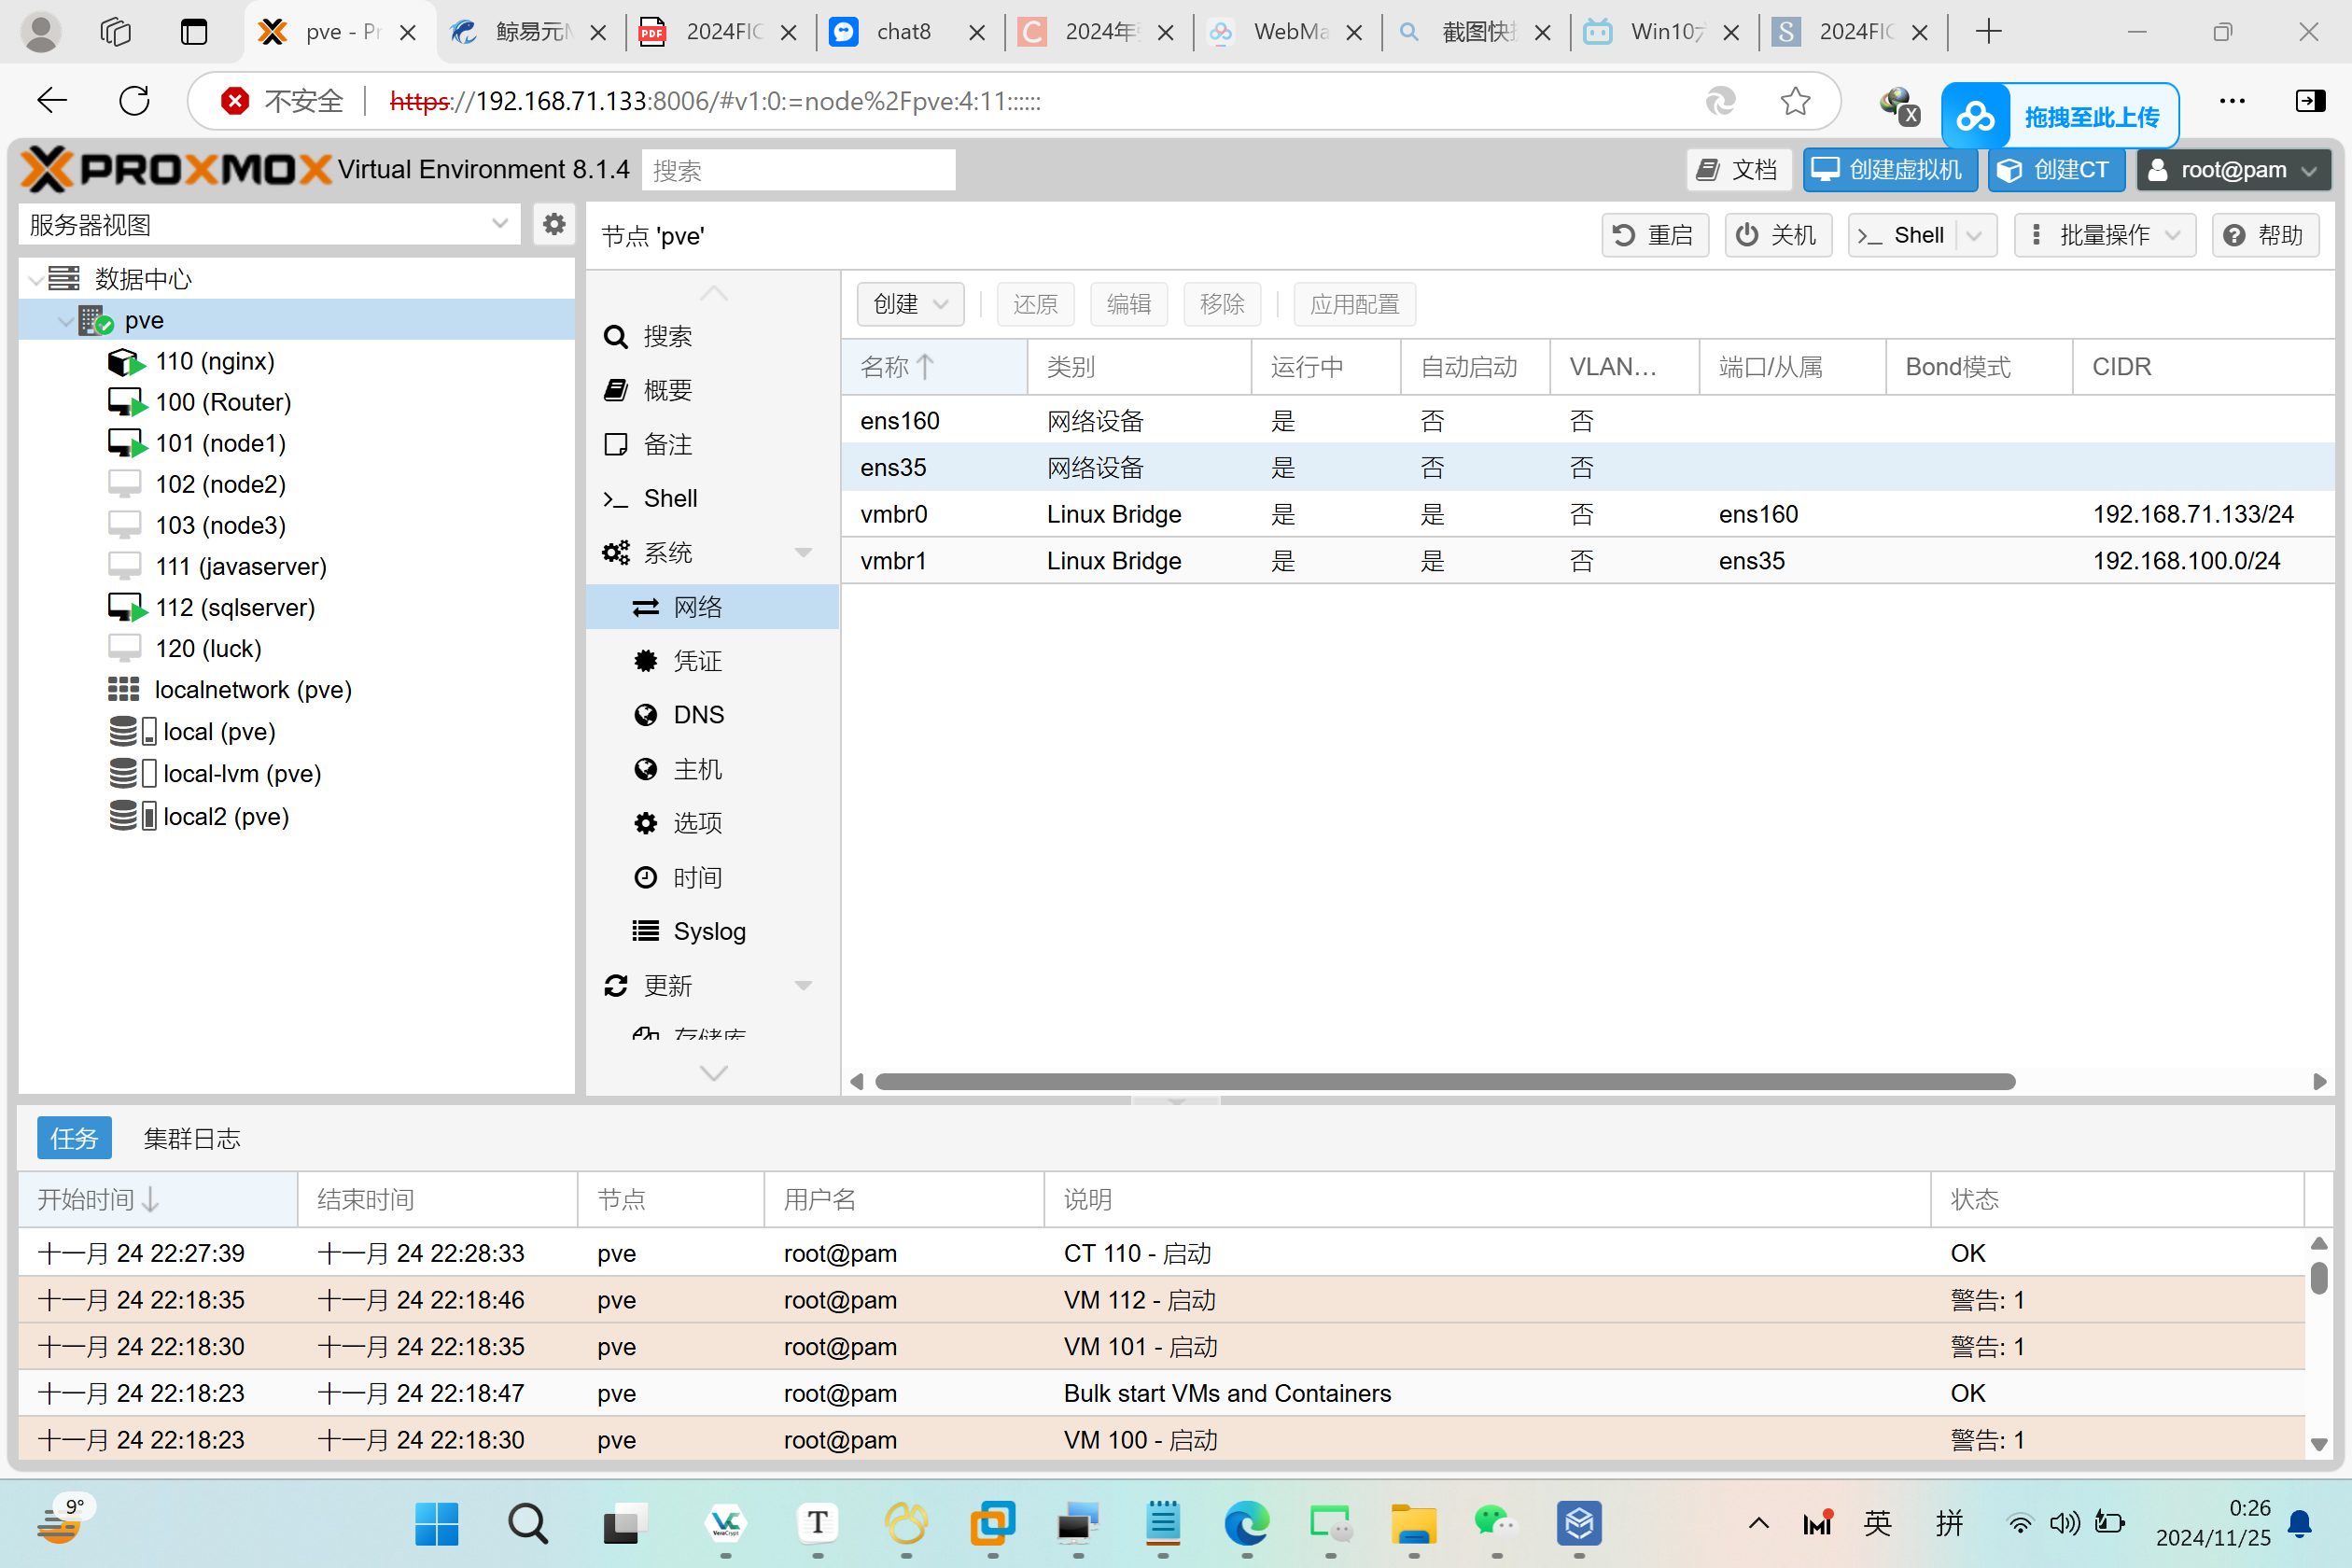 pve - Pr
鲸易元M
2024FIC
chat8
2024年
WebMa
截图快
Win10
2024FIC
不安全 https://192.168.71.133:8006/#v1:0:=node%2Fpve:4:11::::::
拖拽至此上传
PROXMOX Virtual Environment 8.1.4 搜索 文档 创建虚拟机 创建CT root@pam
服务器视图
数据中心
pve
110 (nginx)
100 (Router)
101 (node1)
102 (node2)
103 (node3)
111 (javaserver)
112 (sqlserver)
120 (luck)
localnetwork (pve)
local (pve)
local-lvm (pve)
local2 (pve)
节点 'pve' 重启 关机 Shell 批量操作 帮助
搜索
概要
备注
Shell
系统
网络
凭证
DNS
主机
选项
时间
Syslog
更新
存储库
创建 还原 编辑 移除 应用配置
名称 类别 运行中 自动启动 VLAN... 端口/从属 Bond模式 CIDR
ens160 网络设备 是 否 否
ens35 网络设备 是 否 否
vmbr0 Linux Bridge 是 是 否 ens160 192.168.71.133/24
vmbr1 Linux Bridge 是 是 否 ens35 192.168.100.0/24
任务 集群日志
开始时间 结束时间 节点 用户名 说明 状态
十一月 24 22:27:39 十一月 24 22:28:33 pve root@pam CT 110 - 启动 OK
十一月 24 22:18:35 十一月 24 22:18:46 pve root@pam VM 112 - 启动 警告: 1
十一月 24 22:18:30 十一月 24 22:18:35 pve root@pam VM 101 - 启动 警告: 1
十一月 24 22:18:23 十一月 24 22:18:47 pve root@pam Bulk start VMs and Containers OK
十一月 24 22:18:23 十一月 24 22:18:30 pve root@pam VM 100 - 启动 警告: 1
9°
英 拼
0:26
2024/11/25